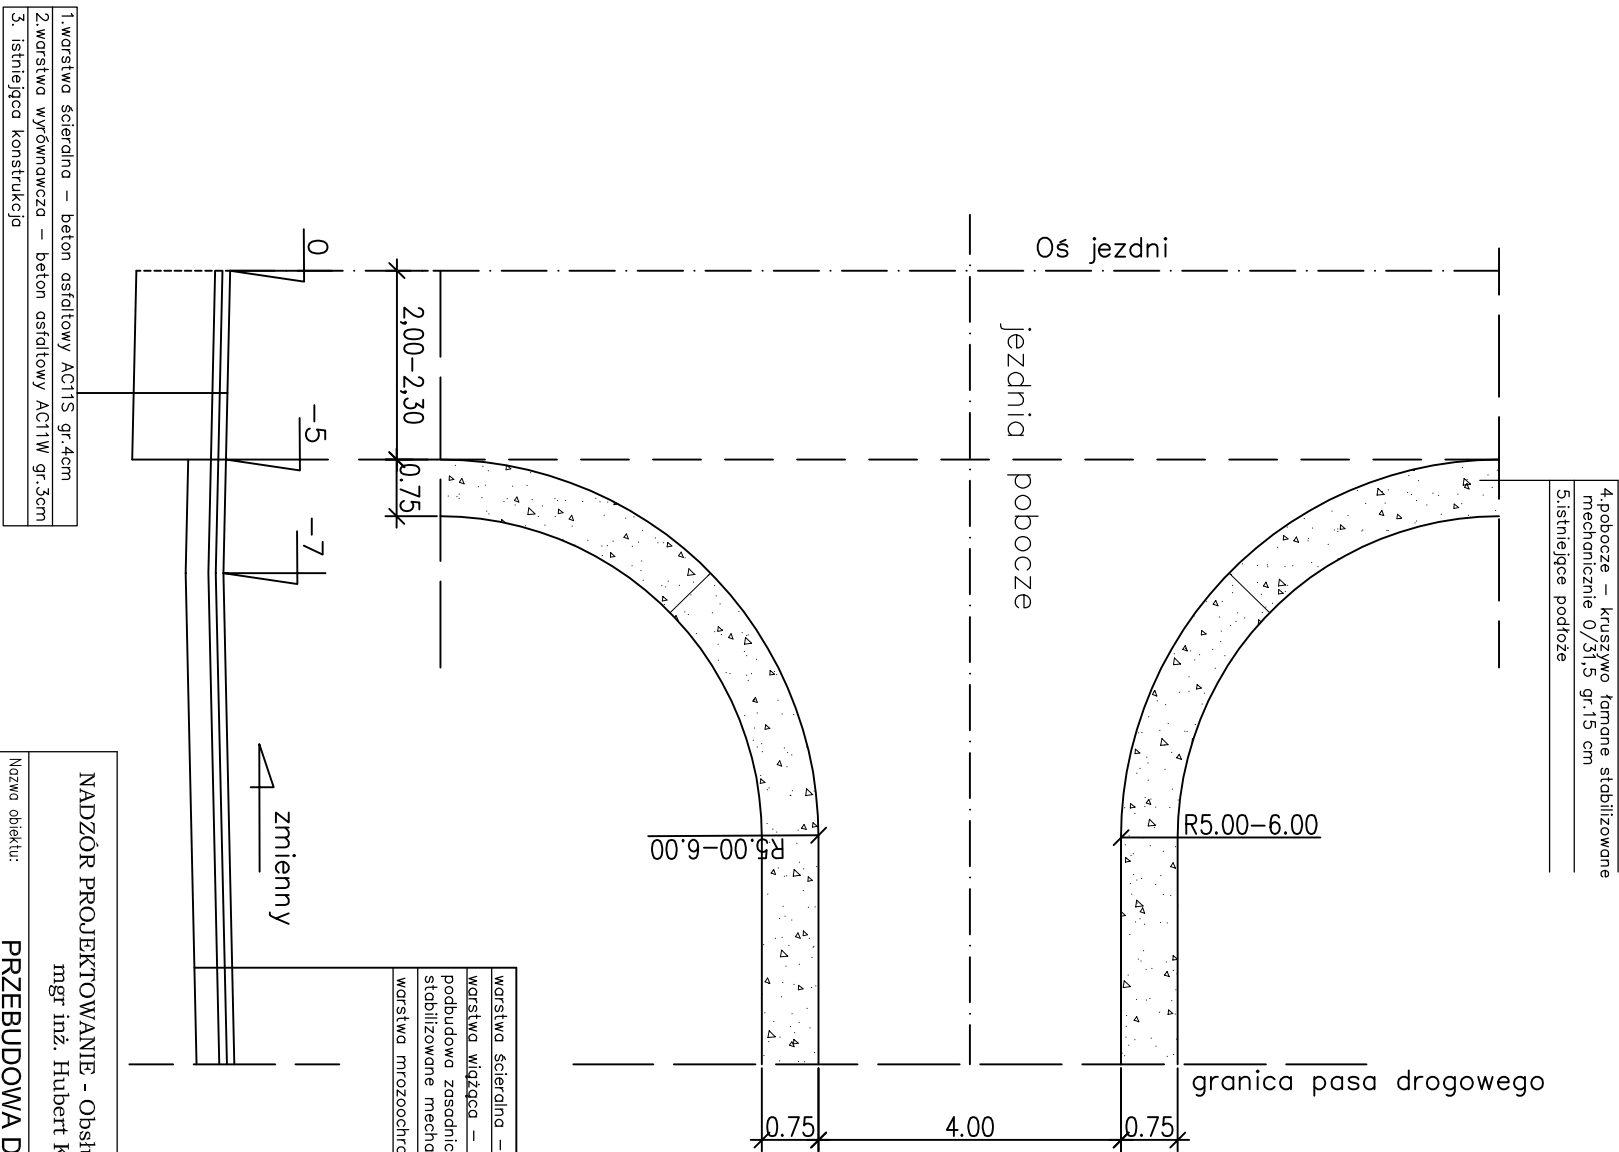 1.warstwa ścieralna – beton asfaltowy AC11S gr.4cm
2.warstwa wyrównawcza – beton asfaltowy AC11W gr.3cm
3. istniejąca konstrukcja
0
-5
-7
2,00-2,30
0.75
Oś jezdni
jezdnia pobocze
4.pobocze – kruszywo łamane stabilizowane
mechanicznie 0/31,5 gr.15 cm
5.istniejące podłoże
R5.00-6.00
R5.00-6.00
zmienny
granica pasa drogowego
0.75
4.00
0.75
warstwa ścieralna –
warstwa wiążąca –
podbudowa
stabilizowane
warstwa
NADZÓR PROJEKTOWANIE -
mgr inż. Hubert
Nazwa obiektu:
PRZEBUDOWA